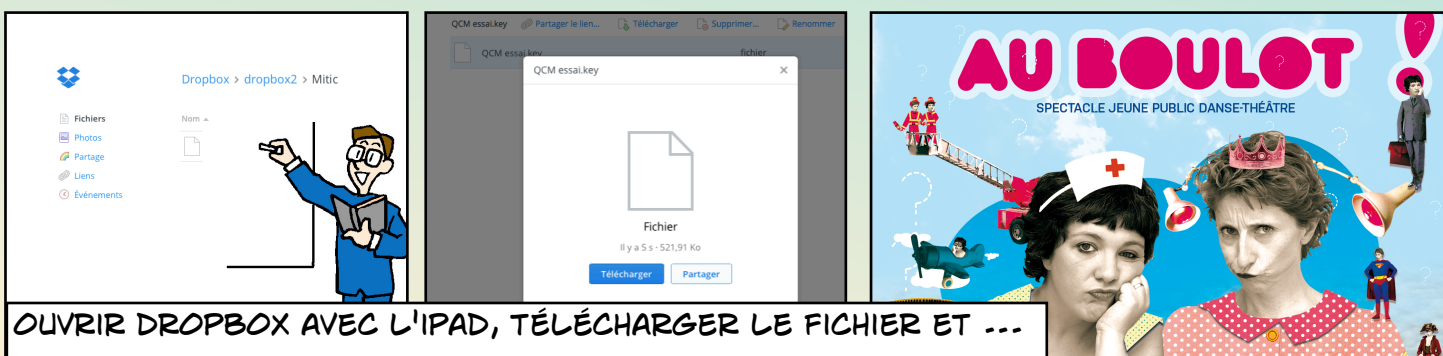 Dropbox > dropbox2 > Mitic
Fichiers
Photos
Partage
Liens
Événements
Nom
QCM essai.key
Partager le lien...
Télécharger
Supprimer...
Renommer
QCM essai.key
fichier
QCM essai.key
Fichier
Il y a 5 s · 521,91 Ko
Télécharger
Partager
AU BOULOT !
SPECTACLE JEUNE PUBLIC DANSE-THÉÂTRE
OUVRIR DROPBOX AVEC L'IPAD, TÉLÉCHARGER LE FICHIER ET ...